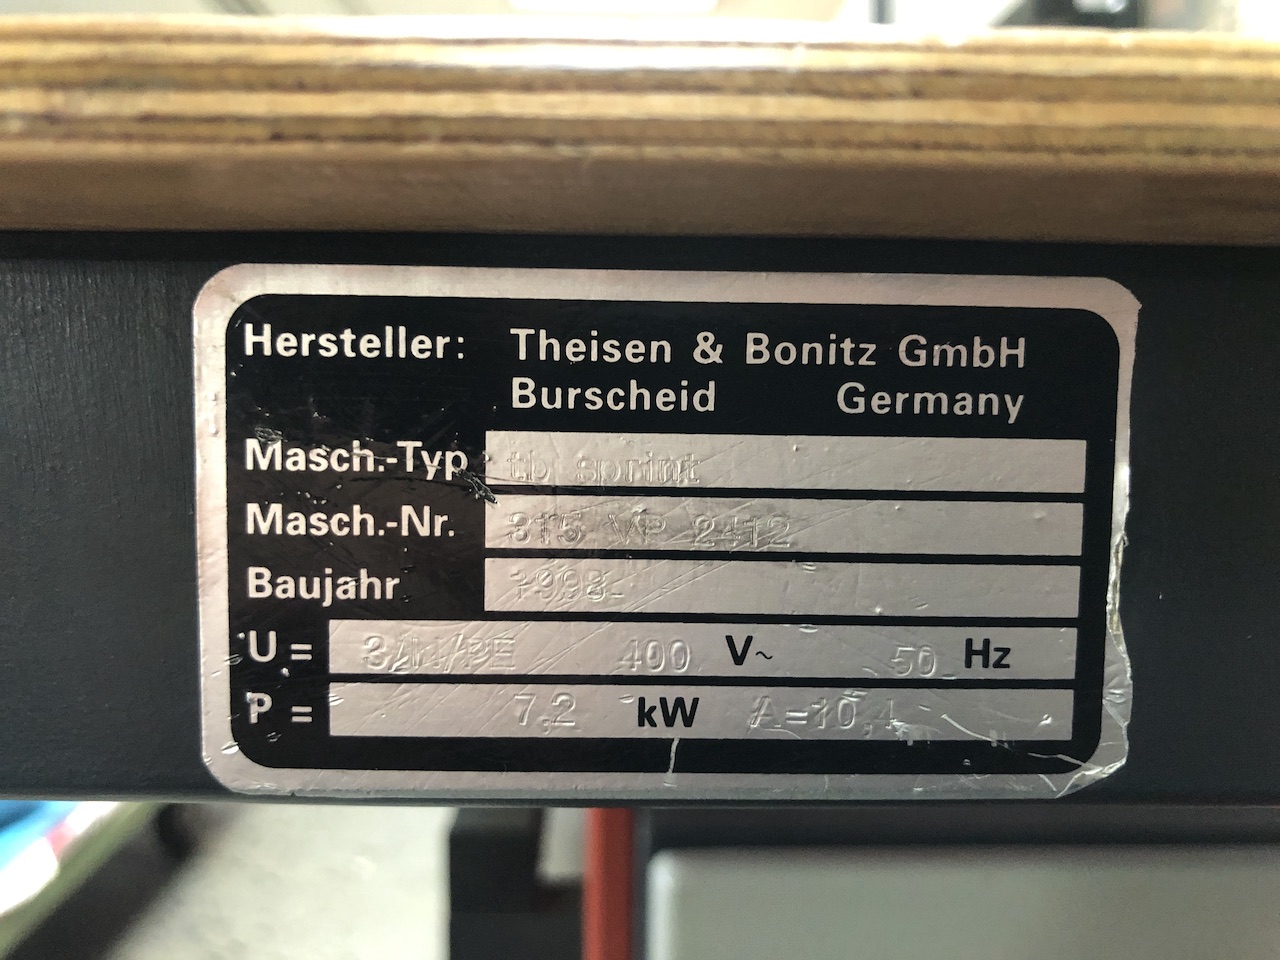 Hersteller: Theisen & Bonitz GmbH
Burscheid Germany
Masch.-Typ : tb sprint
Masch.-Nr. 315 VP 2412
Baujahr 1998
U = 3/N/PE 400 V~ 50 Hz
P = 7,2 kW A=10,4